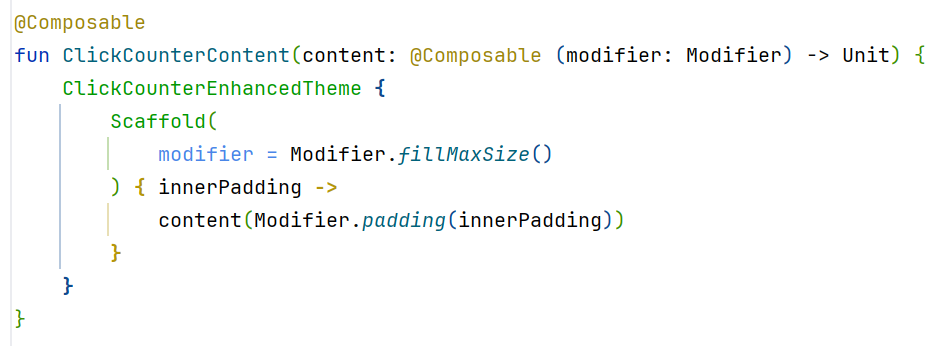 @Composable
fun ClickCounterContent(content: @Composable (modifier: Modifier) -> Unit) {
    ClickCounterEnhancedTheme {
        Scaffold(
            modifier = Modifier.fillMaxSize()
        ) { innerPadding ->
            content(Modifier.padding(innerPadding))
        }
    }
}